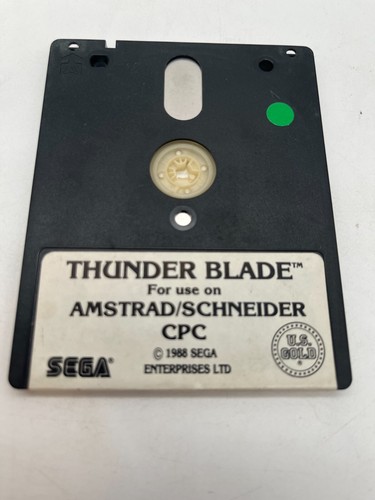 THUNDER BLADE™
For use on
AMSTRAD/SCHNEIDER
CPC
© 1988 SEGA
ENTERPRISES LTD
SEGA®
U.S.
GOLD